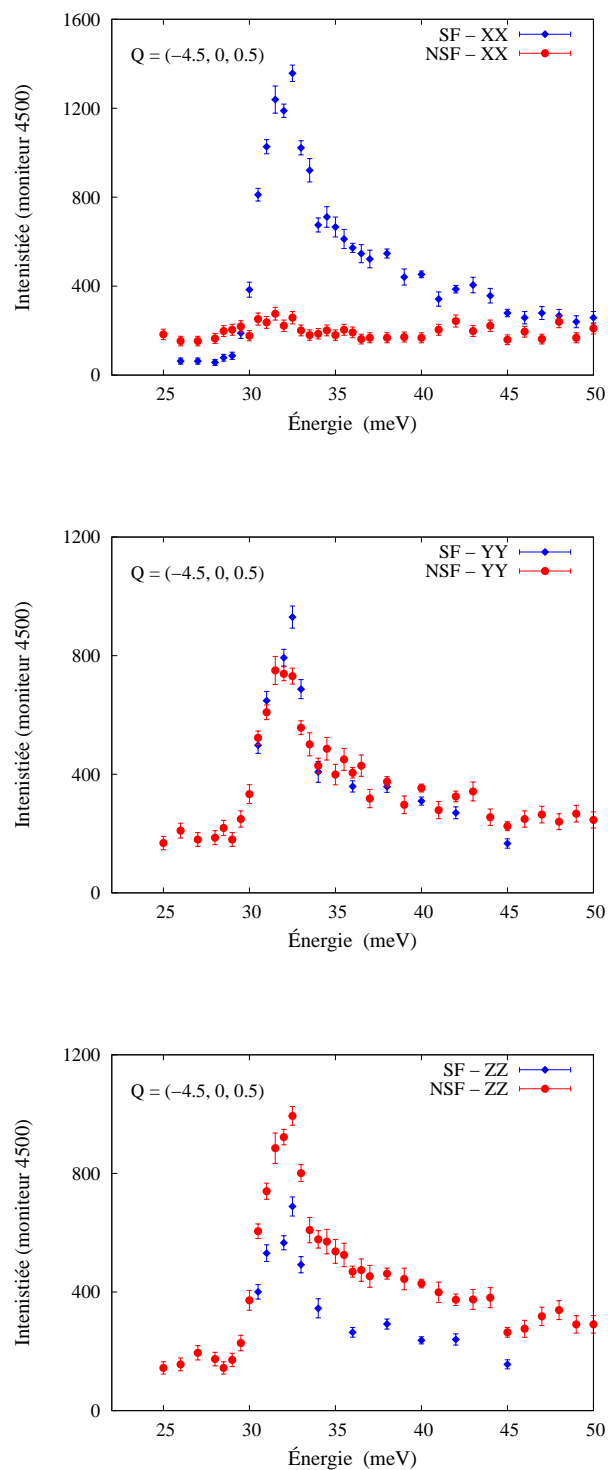 1600
SF – XX
NSF – XX
Q = (−4.5, 0, 0.5)
1200
800
400
0
25 30 35 40 45 50
Intenistiée (moniteur 4500)
Énergie (meV)
1200
SF – YY
NSF – YY
Q = (−4.5, 0, 0.5)
800
400
0
25 30 35 40 45 50
Intenistiée (moniteur 4500)
Énergie (meV)
1200
SF – ZZ
NSF – ZZ
Q = (−4.5, 0, 0.5)
800
400
0
25 30 35 40 45 50
Intenistiée (moniteur 4500)
Énergie (meV)